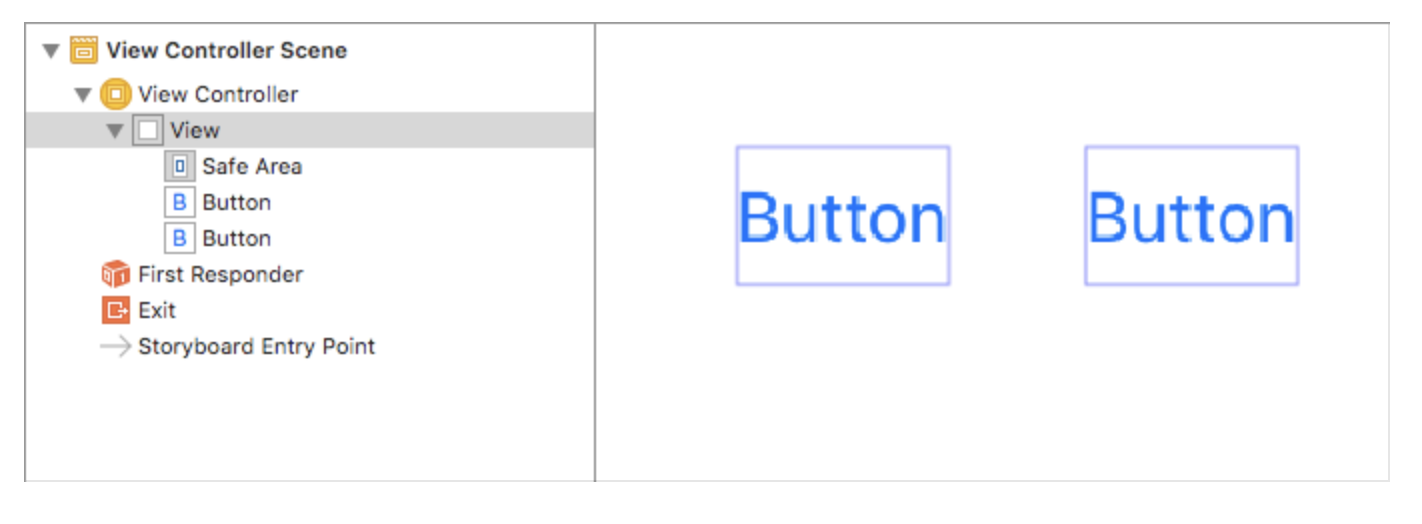 View Controller Scene
View Controller
View
Safe Area
B Button
B Button
First Responder
Exit
Storyboard Entry Point
Button Button